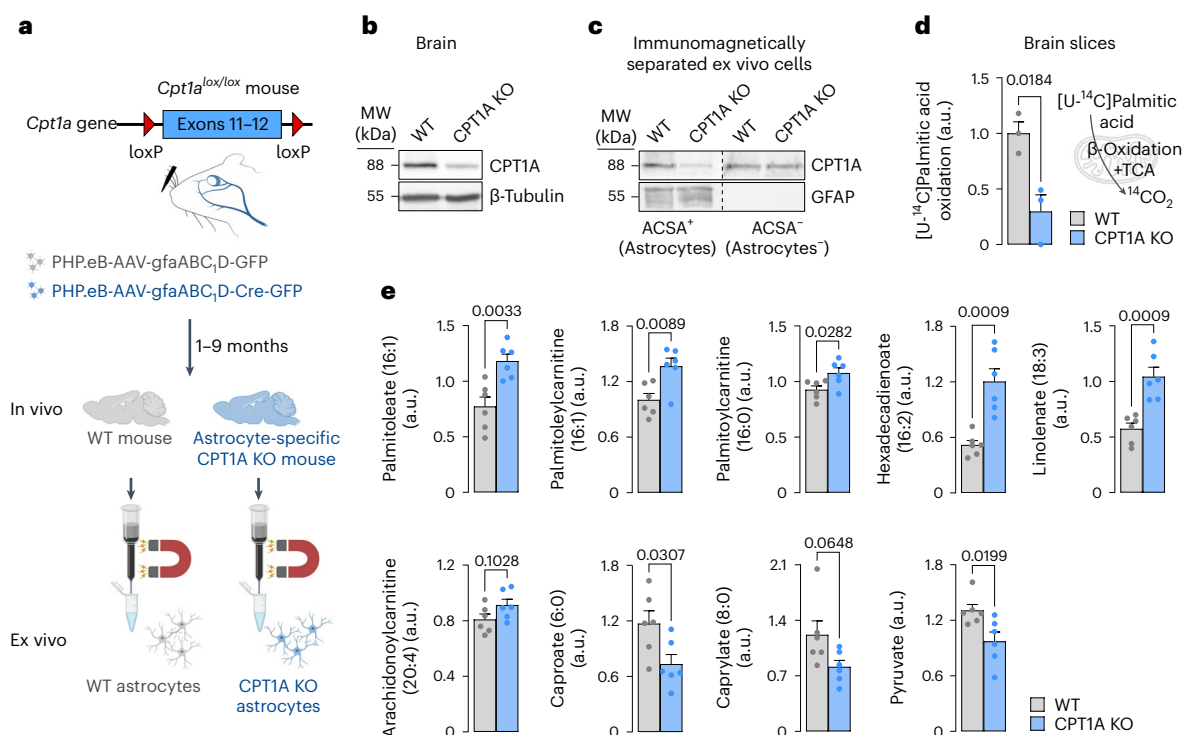 a
Cpt1a^lox/lox mouse
Cpt1a gene
Exons 11–12
loxP
loxP
PHP.eB-AAV-gfaABC₁D-GFP
PHP.eB-AAV-gfaABC₁D-Cre-GFP
1–9 months
In vivo
WT mouse
Astrocyte-specific
CPT1A KO mouse
Ex vivo
WT astrocytes
CPT1A KO
astrocytes
b
Brain
MW
(kDa)
WT
CPT1A KO
88
CPT1A
55
β-Tubulin
c
Immunomagnetically
separated ex vivo cells
MW
(kDa)
WT
CPT1A KO
WT
CPT1A KO
88
CPT1A
55
GFAP
ACSA⁺
(Astrocytes)
ACSA⁻
(Astrocytes⁻)
d
Brain slices
[U-¹⁴C]Palmitic acid
oxidation (a.u.)
1.5
1.0
0.5
0
0.0184
[U-¹⁴C]Palmitic
acid
β-Oxidation
+TCA
¹⁴CO₂
WT
CPT1A KO
e
Palmitoleate (16:1)
(a.u.)
1.5
1.0
0.5
0
0.0033
Palmitoleylcarnitine
(16:1) (a.u.)
1.8
1.2
0.6
0
0.0089
Palmitoylcarnitine
(16:0) (a.u.)
1.5
1.0
0.5
0
0.0282
Hexadecadienoate
(16:2) (a.u.)
1.8
1.2
0.6
0
0.0009
Linolenate (18:3)
(a.u.)
1.5
1.0
0.5
0
0.0009
Arachidonoylcarnitine
(20:4) (a.u.)
1.2
0.8
0.4
0
0.1028
Caproate (6:0)
(a.u.)
1.8
1.2
0.6
0
0.0307
Caprylate (8:0)
(a.u.)
2.1
1.4
0.7
0
0.0648
Pyruvate (a.u.)
1.8
1.2
0.6
0
0.0199
WT
CPT1A KO